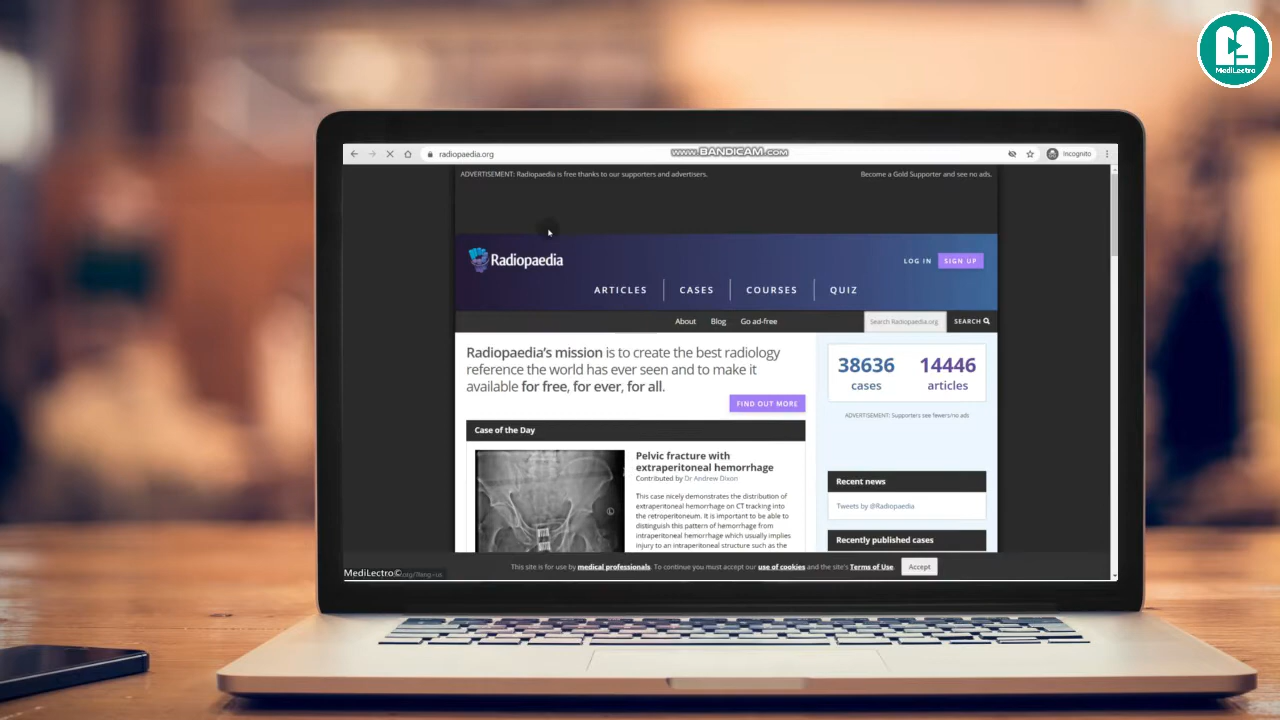 MediLectro
radiopaedia.org
www.BANDICAM.com
Incognito
ADVERTISEMENT: Radiopaedia is free thanks to our supporters and advertisers.
Become a Gold Supporter and see no ads.
Radiopaedia
LOG IN
SIGN UP
ARTICLES
CASES
COURSES
QUIZ
About
Blog
Go ad-free
Search Radiopaedia.org
SEARCH
Radiopaedia's mission is to create the best radiology
reference the world has ever seen and to make it
available for free, for ever, for all.
FIND OUT MORE
38636
cases
14446
articles
ADVERTISEMENT: Supporters see fewer/no ads
Case of the Day
Pelvic fracture with
extraperitoneal hemorrhage
Contributed by Dr Andrew Dixon
This case nicely demonstrates the distribution of
extraperitoneal hemorrhage on CT tracking into
the retroperitoneum. It is important to be able to
distinguish this pattern of hemorrhage from
intraperitoneal hemorrhage which usually implies
injury to an intraperitoneal structure such as the
L
Recent news
Tweets by @Radiopaedia
Recently published cases
This site is for use by medical professionals. To continue you must accept our use of cookies and the site's Terms of Use.
Accept
MediLectro©